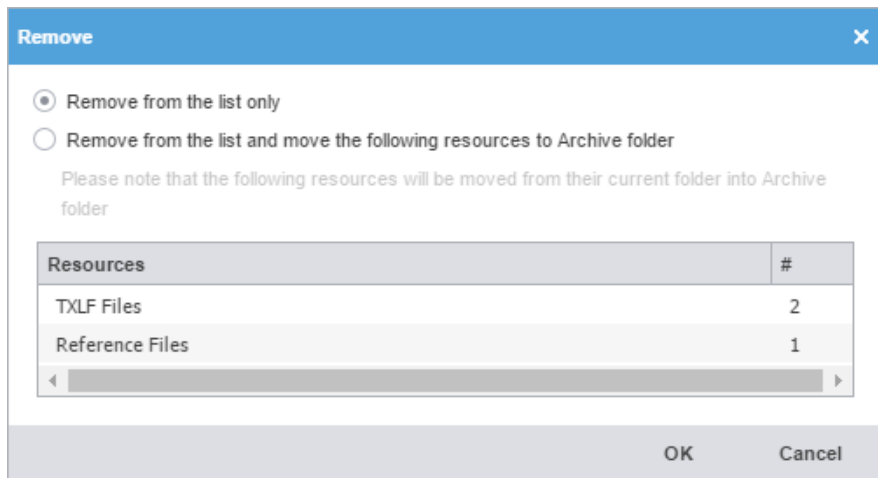 Remove
Remove from the list only
Remove from the list and move the following resources to Archive folder
Please note that the following resources will be moved from their current folder into Archive
folder
Resources #
TXLF Files 2
Reference Files 1
OK Cancel